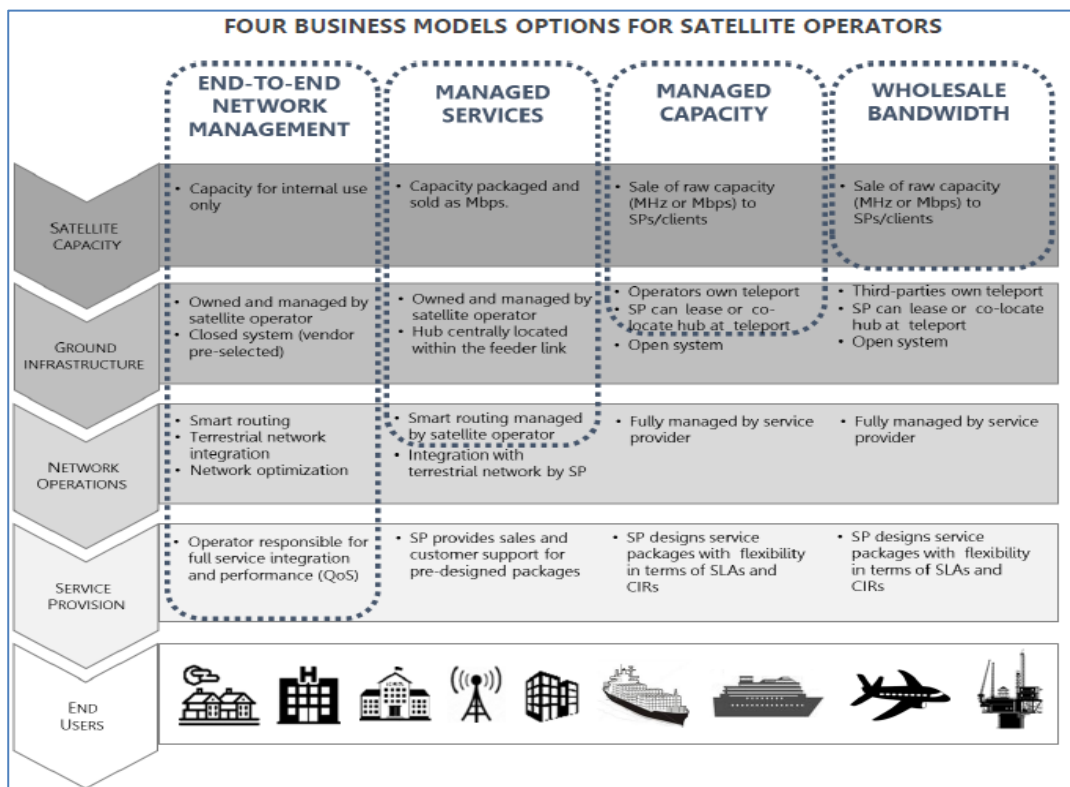 FOUR BUSINESS MODELS OPTIONS FOR SATELLITE OPERATORS
END-TO-END
NETWORK
MANAGEMENT
MANAGED
SERVICES
MANAGED
CAPACITY
WHOLESALE
BANDWIDTH
SATELLITE
CAPACITY
• Capacity for internal use
only
• Capacity packaged and
sold as Mbps.
• Sale of raw capacity
(MHz or Mbps) to
SPs/clients
• Sale of raw capacity
(MHz or Mbps) to
SPs/clients
GROUND
INFRASTRUCTURE
• Owned and managed by
satellite operator
• Closed system (vendor
pre-selected)
• Owned and managed by
satellite operator
• Hub centrally located
within the feeder link
• Operators own teleport
• SP can lease or co-
locate hub at teleport
• Open system
• Third-parties own teleport
• SP can lease or co-locate
hub at teleport
• Open system
NETWORK
OPERATIONS
• Smart routing
• Terrestrial network
integration
• Network optimization
• Smart routing managed
by satellite operator
• Integration with
terrestrial network by SP
• Fully managed by service
provider
• Fully managed by service
provider
SERVICE
PROVISION
• Operator responsible for
full service integration
and performance (QoS)
• SP provides sales and
customer support for
pre-designed packages
• SP designs service
packages with flexibility
in terms of SLAs and
CIRs
• SP designs service
packages with flexibility
in terms of SLAs and
CIRs
END
USERS
H